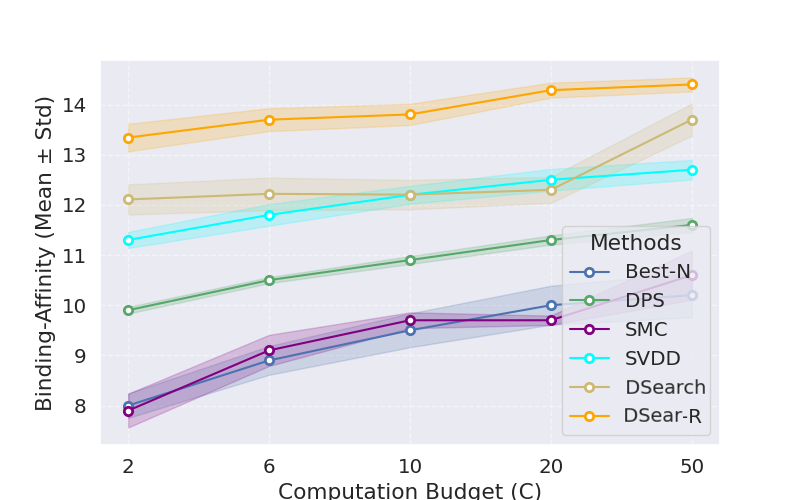 Binding-Affinity (Mean ± Std)
14
13
12
11
10
9
8
2 6 10 20 50
Computation Budget (C)
Methods
Best-N
DPS
SMC
SVDD
DSearch
DSear-R